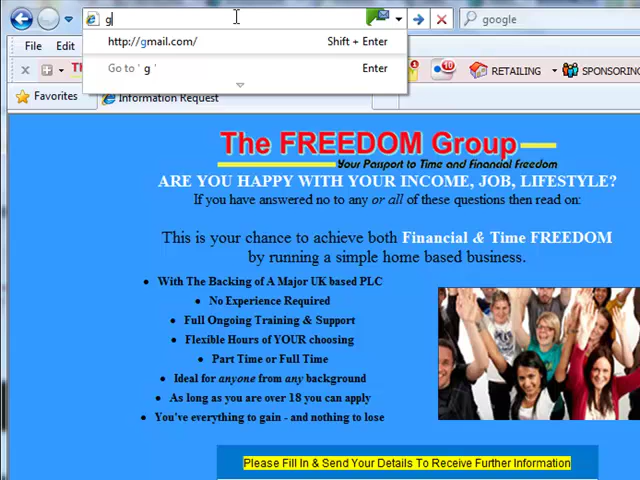 g
google
http://gmail.com/ Shift + Enter
Go to ' g ' Enter
File Edit
RETAILING SPONSORING
Favorites Information Request
The FREEDOM Group
Your Passport to Time and Financial Freedom
ARE YOU HAPPY WITH YOUR INCOME, JOB, LIFESTYLE?
If you have answered no to any or all of these questions then read on:
This is your chance to achieve both Financial & Time FREEDOM
by running a simple home based business.
With The Backing of A Major UK based PLC
No Experience Required
Full Ongoing Training & Support
Flexible Hours of YOUR choosing
Part Time or Full Time
Ideal for anyone from any background
As long as you are over 18 you can apply
You've everything to gain - and nothing to lose
Please Fill In & Send Your Details To Receive Further Information